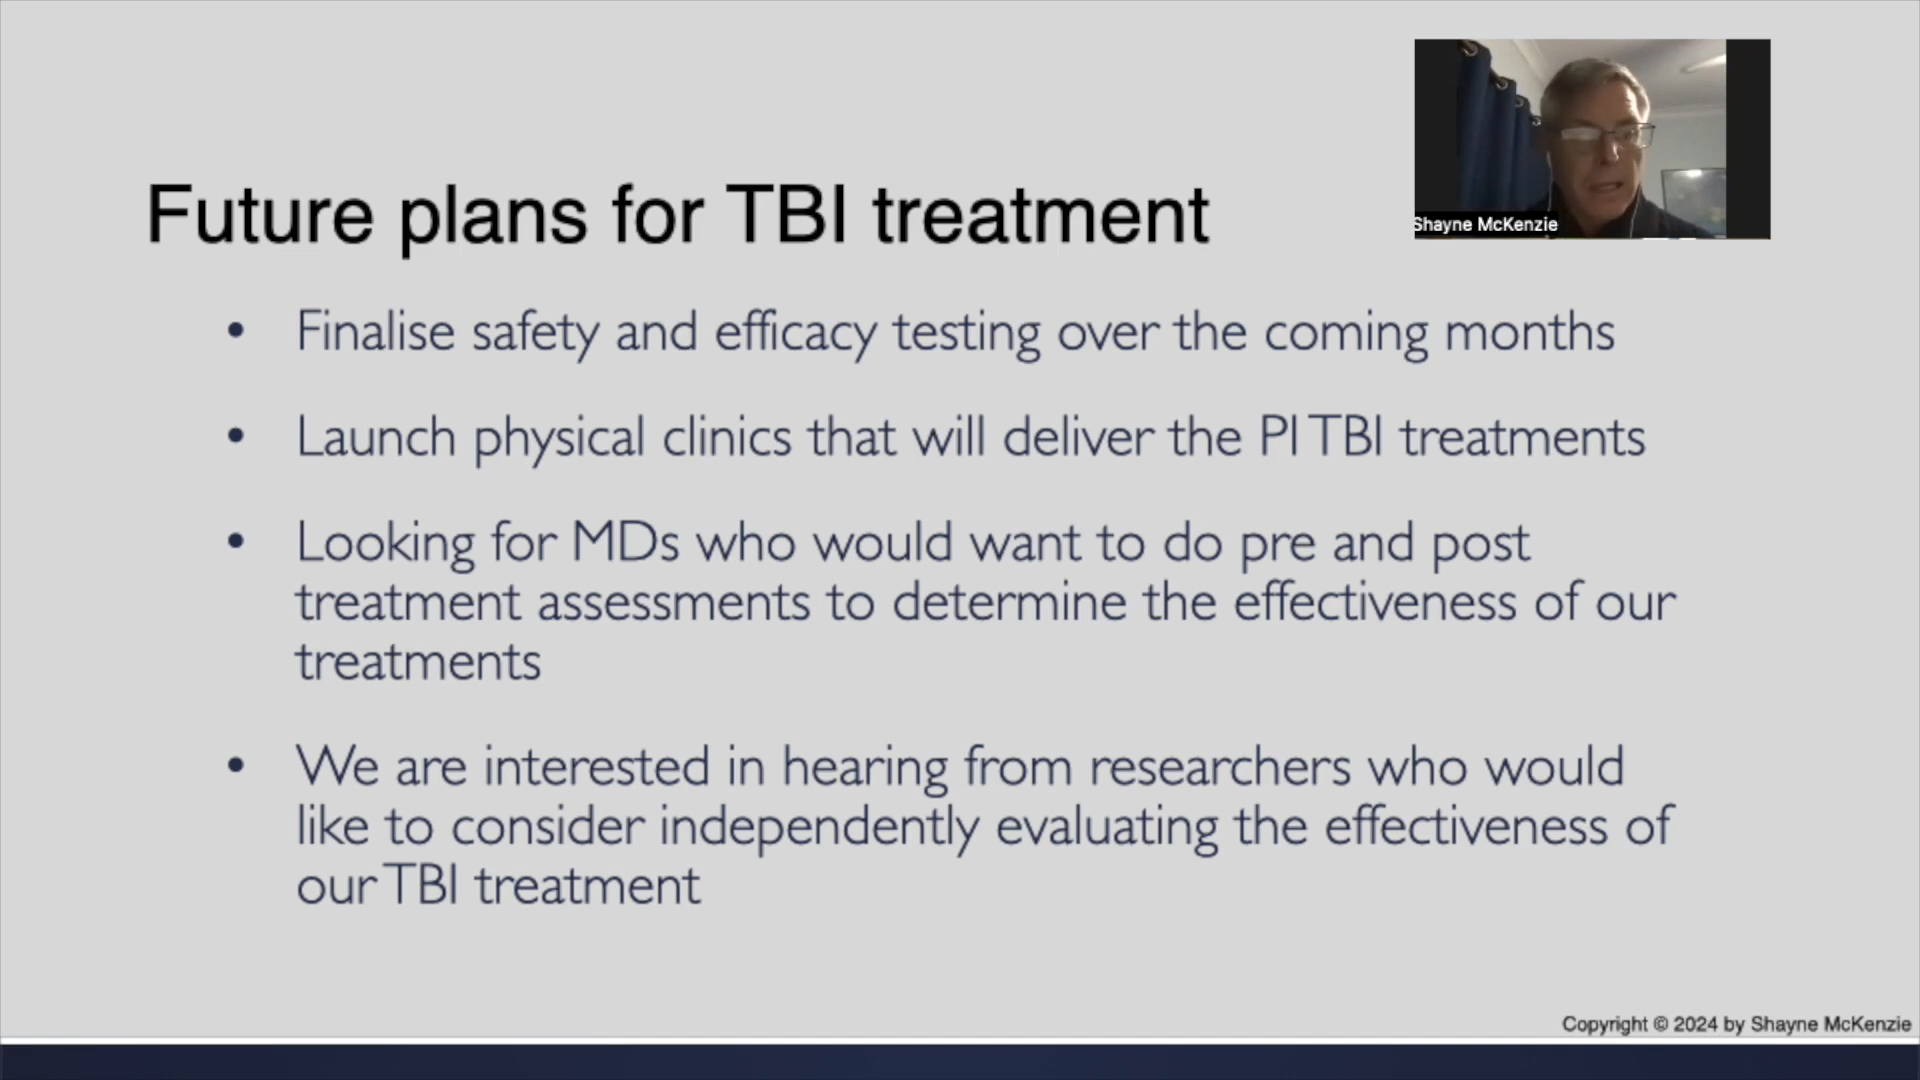 Shayne McKenzie
Future plans for TBI treatment
• Finalise safety and efficacy testing over the coming months
• Launch physical clinics that will deliver the PI TBI treatments
• Looking for MDs who would want to do pre and post
treatment assessments to determine the effectiveness of our
treatments
• We are interested in hearing from researchers who would
like to consider independently evaluating the effectiveness of
our TBI treatment
Copyright © 2024 by Shayne McKenzie